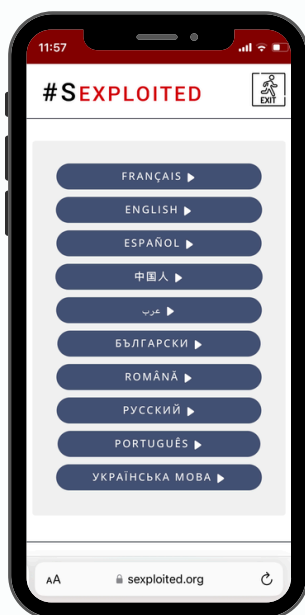 11:57
#SEXPLOITED
EXIT
FRANÇAIS
ENGLISH
ESPAÑOL
中国人
عرب
БЪЛГАРСКИ
ROMÂNĂ
РУССКИЙ
PORTUGUÊS
УКРАЇНСЬКА МОВА
AA sexploited.org